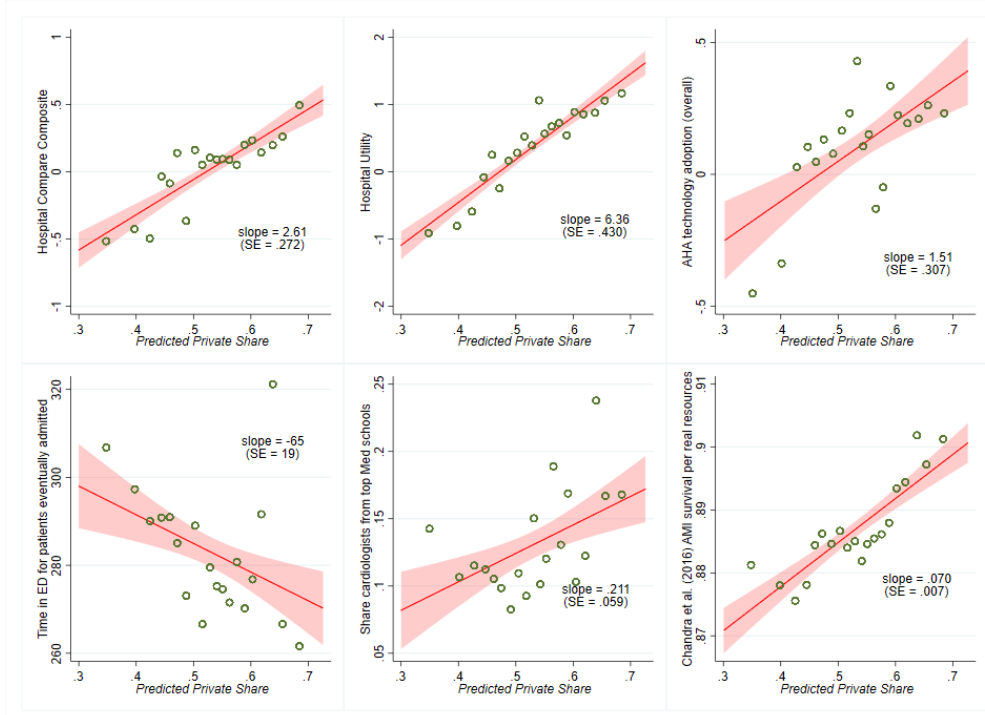 Hospital Compare Composite
1
.5
0
-.5
-1
slope = 2.61
(SE = .272)
.3 .4 .5 .6 .7
Predicted Private Share
Hospital Utility
2
1
0
-1
-2
slope = 6.36
(SE = .430)
.3 .4 .5 .6 .7
Predicted Private Share
AHA technology adoption (overall)
.5
0
-.5
slope = 1.51
(SE = .307)
.3 .4 .5 .6 .7
Predicted Private Share
Time in ED for patients eventually admitted
320
300
280
260
slope = -65
(SE = 19)
.3 .4 .5 .6 .7
Predicted Private Share
Share cardiologists from top Med schools
.25
.2
.15
.1
.05
slope = .211
(SE = .059)
.3 .4 .5 .6 .7
Predicted Private Share
Chandra et al. (2016) AMI survival per real resources
.91
.9
.89
.88
.87
slope = .070
(SE = .007)
.3 .4 .5 .6 .7
Predicted Private Share